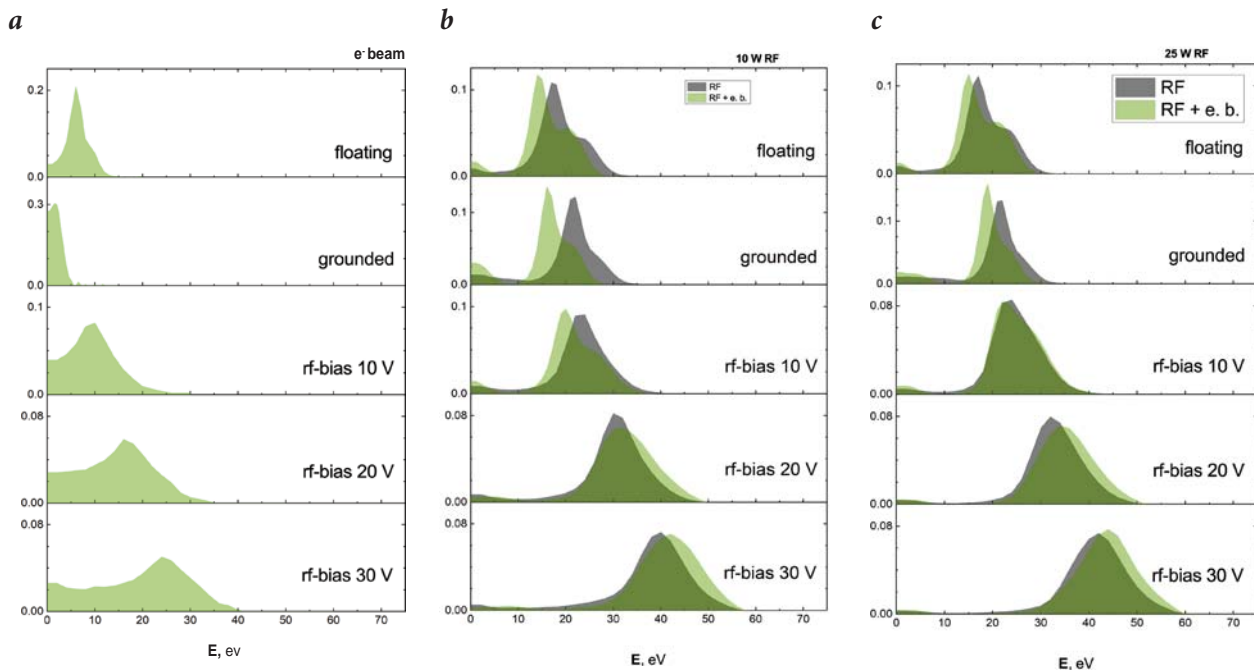 a
e- beam
0.2
0.0
floating
0.3
0.0
grounded
0.1
0.0
rf-bias 10 V
0.08
0.00
rf-bias 20 V
0.08
0.00
rf-bias 30 V
0 10 20 30 40 50 60 70
E, ev
b
10 W RF
RF
RF + e. b.
0.1
0.0
floating
0.1
0.0
grounded
0.1
0.0
rf-bias 10 V
0.08
0.00
rf-bias 20 V
0.08
0.00
rf-bias 30 V
0 10 20 30 40 50 60 70
E, eV
c
25 W RF
RF
RF + e. b.
0.1
0.0
floating
0.1
0.0
grounded
0.08
0.00
rf-bias 10 V
0.08
0.00
rf-bias 20 V
0.08
0.00
rf-bias 30 V
0 10 20 30 40 50 60 70
E, eV